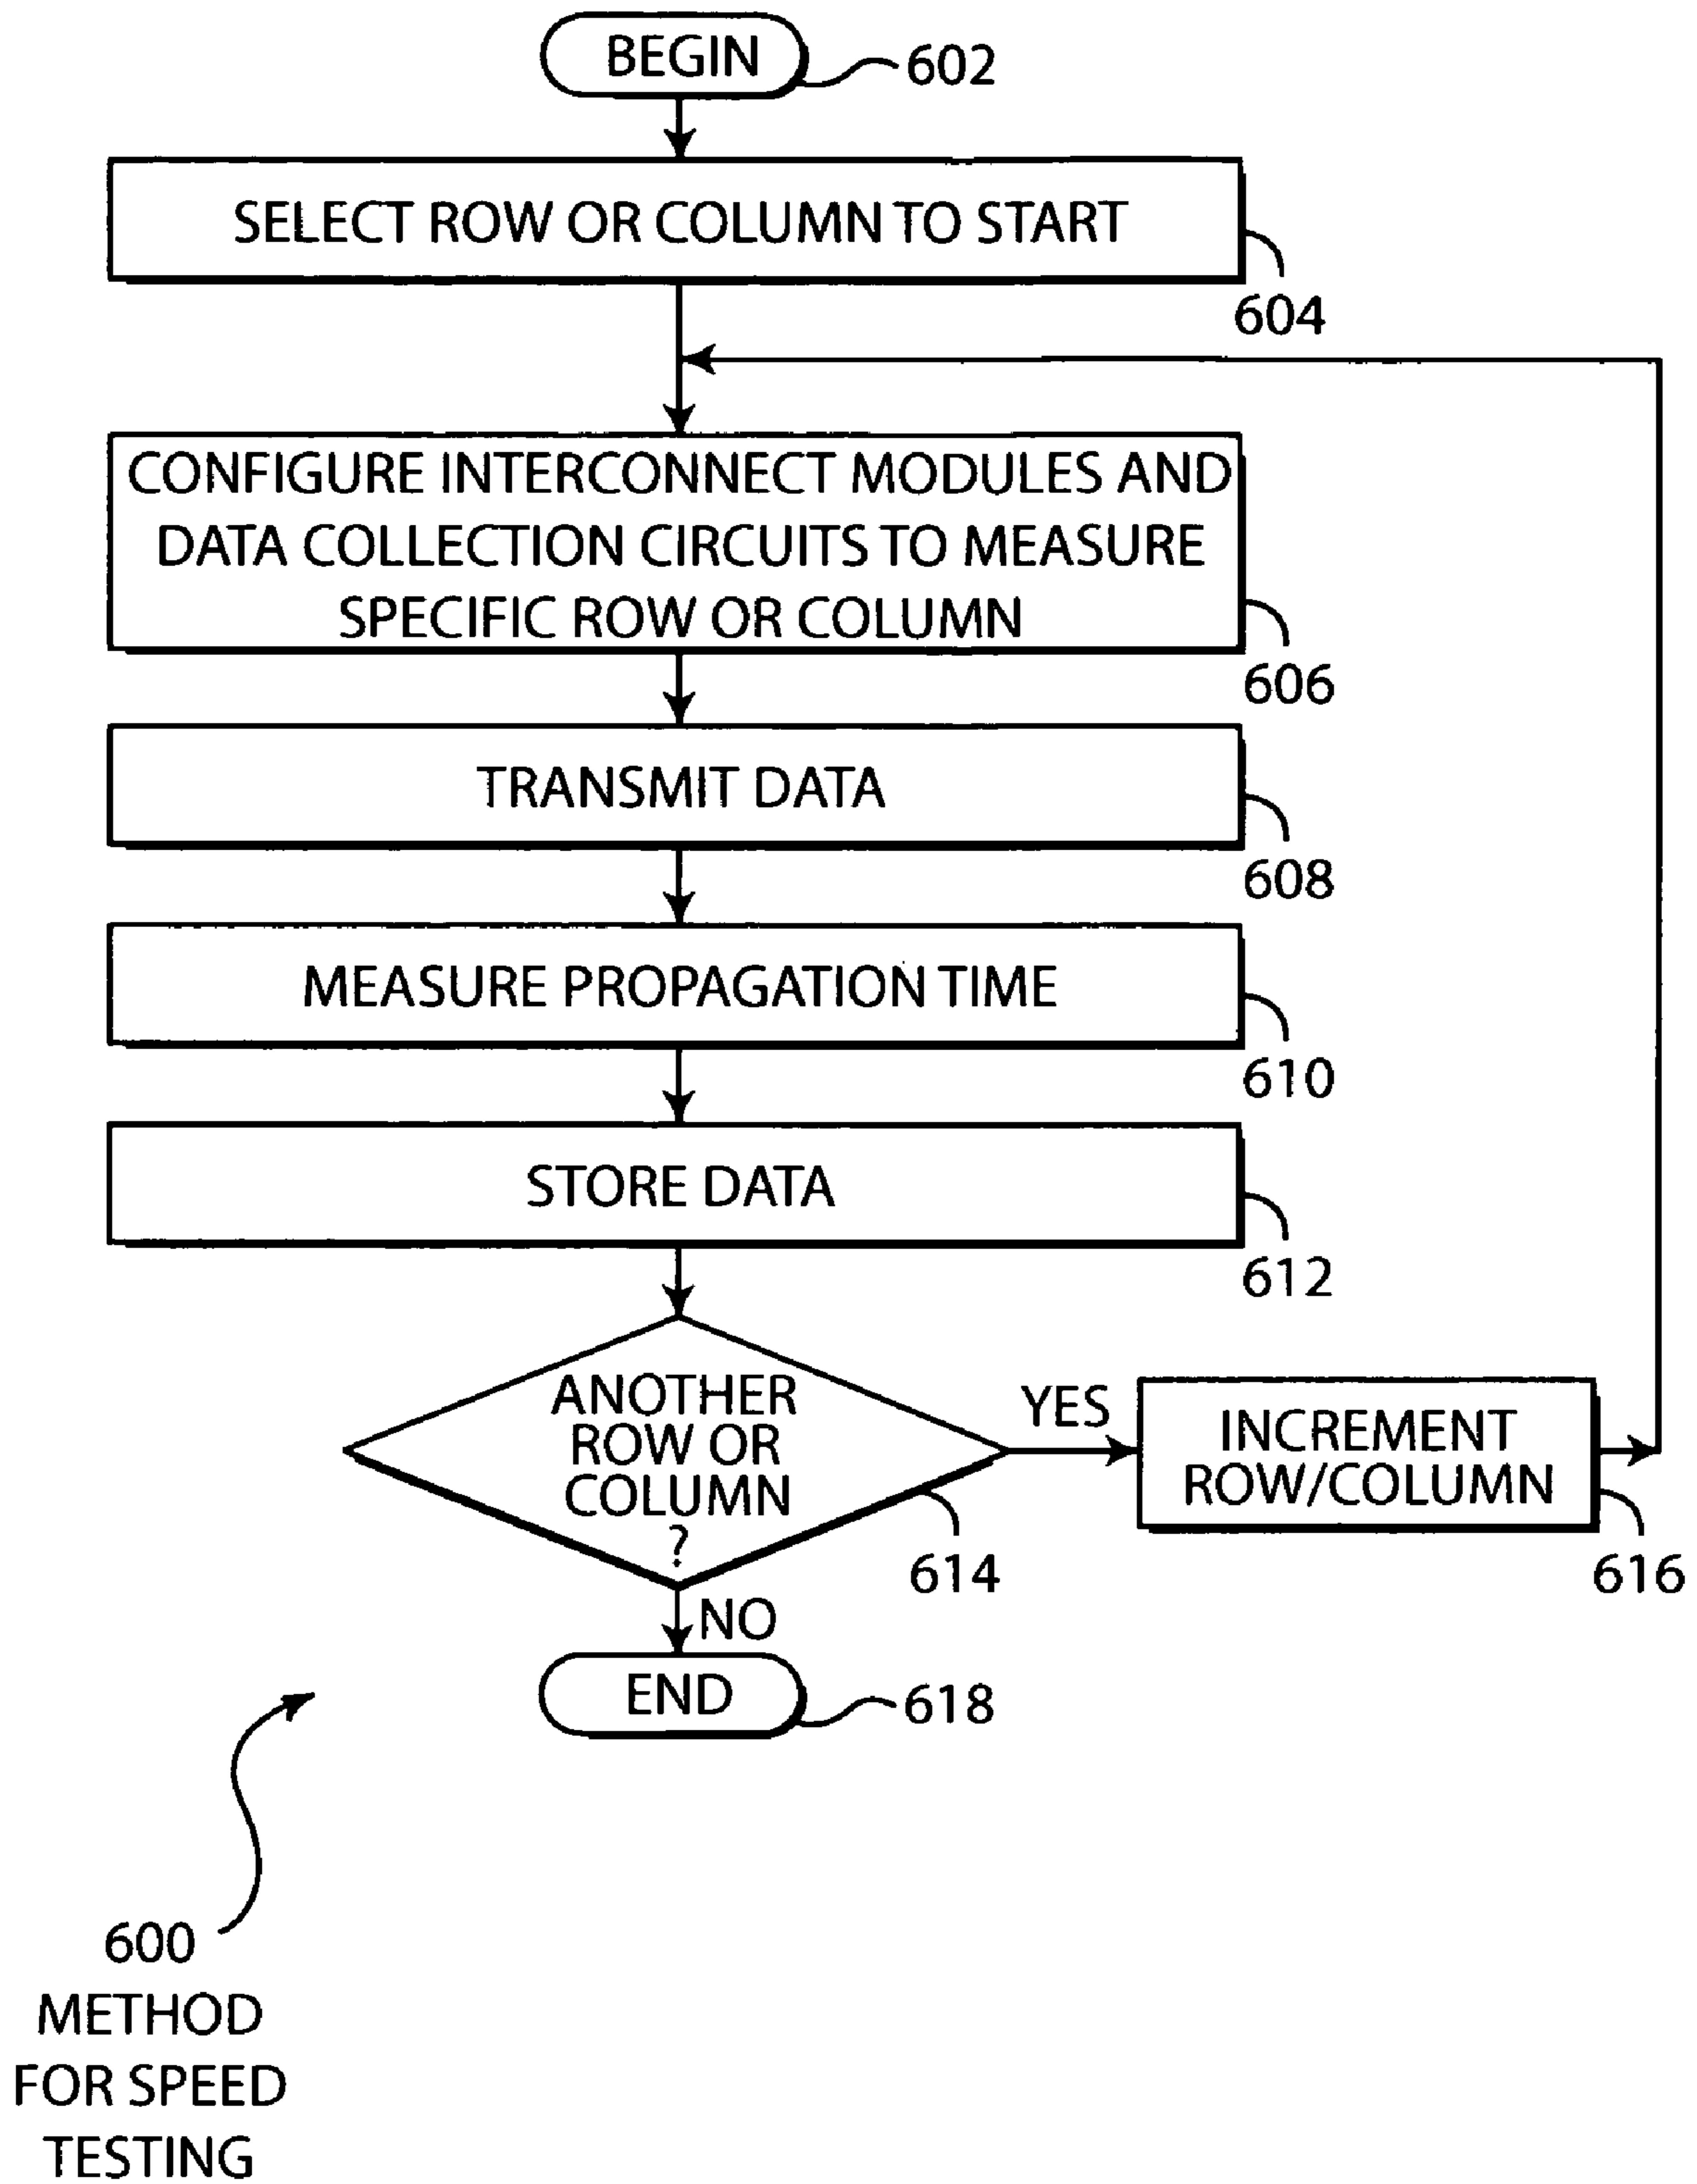 BEGIN
602
SELECT ROW OR COLUMN TO START
604
CONFIGURE INTERCONNECT MODULES AND
DATA COLLECTION CIRCUITS TO MEASURE
SPECIFIC ROW OR COLUMN
606
TRANSMIT DATA
608
MEASURE PROPAGATION TIME
610
STORE DATA
612
ANOTHER
ROW OR
COLUMN
?
614
YES
INCREMENT
ROW/COLUMN
616
NO
END
618
600
METHOD
FOR SPEED
TESTING